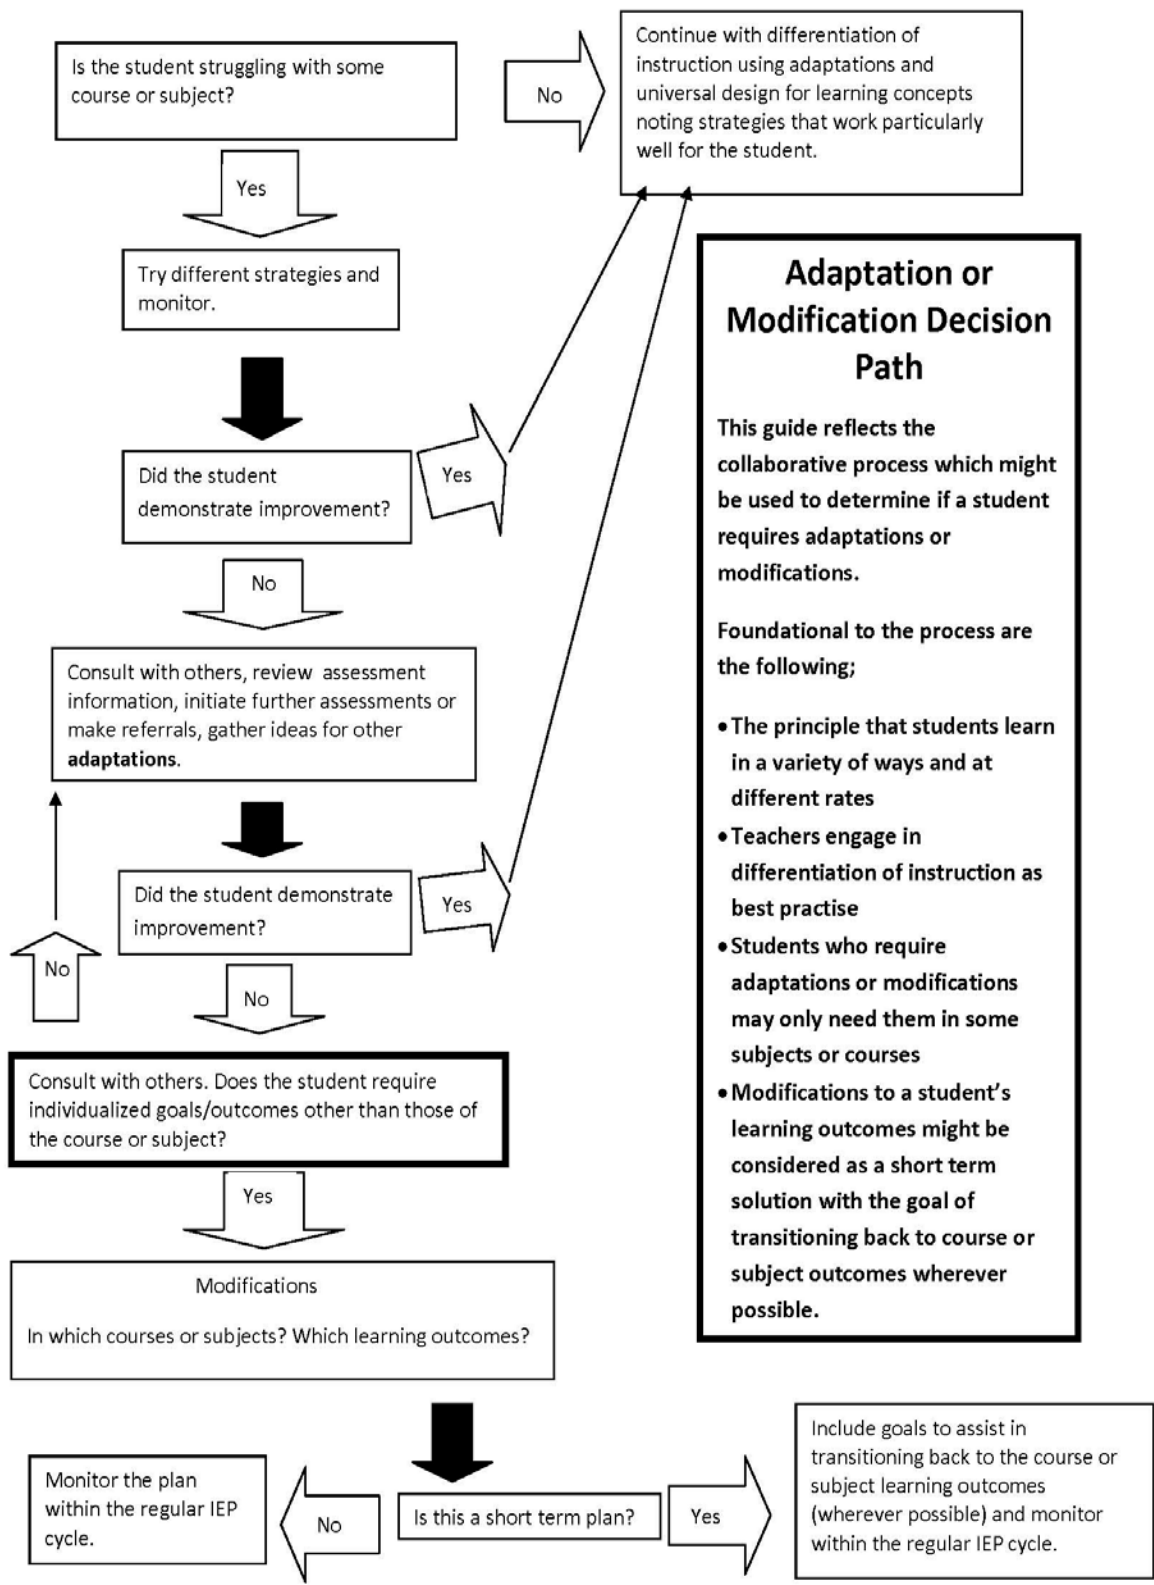 Is the student struggling with some
course or subject?
No
Continue with differentiation of
instruction using adaptations and
universal design for learning concepts
noting strategies that work particularly
well for the student.
Yes
Try different strategies and
monitor.
Did the student
demonstrate improvement?
Yes
No
Consult with others, review assessment
information, initiate further assessments or
make referrals, gather ideas for other
adaptations.
Did the student demonstrate
improvement?
Yes
No
No
Consult with others. Does the student require
individualized goals/outcomes other than those of
the course or subject?
Yes
Modifications
In which courses or subjects? Which learning outcomes?
Is this a short term plan?
No
Monitor the plan
within the regular IEP
cycle.
Yes
Include goals to assist in
transitioning back to the course or
subject learning outcomes
(wherever possible) and monitor
within the regular IEP cycle.
Adaptation or
Modification Decision
Path
This guide reflects the
collaborative process which might
be used to determine if a student
requires adaptations or
modifications.
Foundational to the process are
the following;
• The principle that students learn
in a variety of ways and at
different rates
• Teachers engage in
differentiation of instruction as
best practise
• Students who require
adaptations or modifications
may only need them in some
subjects or courses
• Modifications to a student's
learning outcomes might be
considered as a short term
solution with the goal of
transitioning back to course or
subject outcomes wherever
possible.